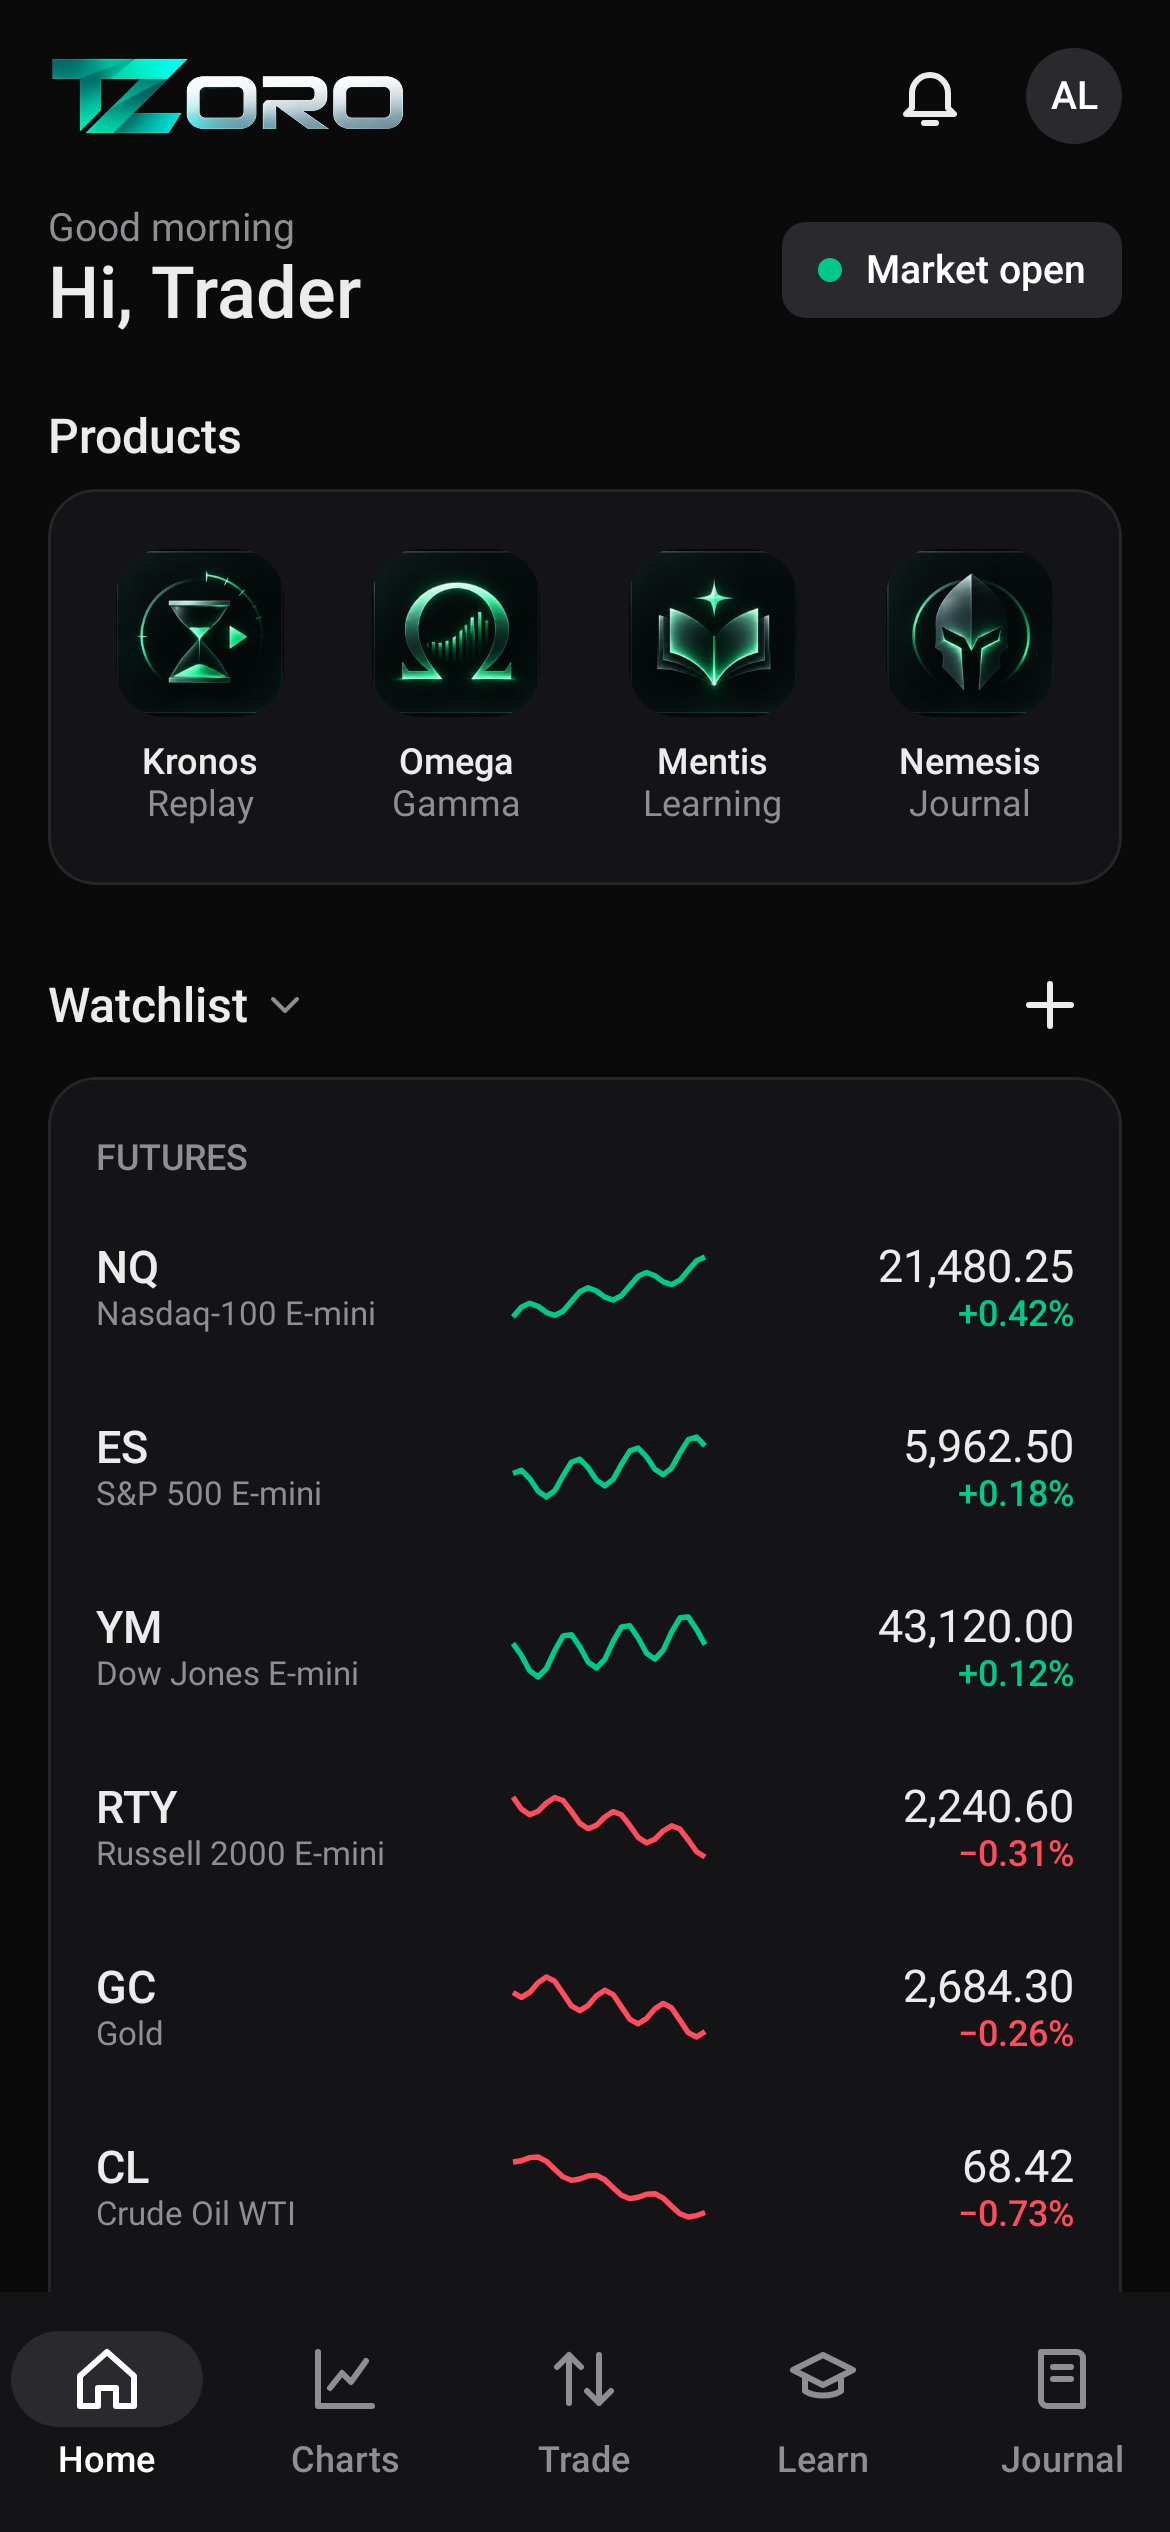 TZORO
AL
Good morning
Hi, Trader
Market open
Products
Kronos
Replay
Omega
Gamma
Mentis
Learning
Nemesis
Journal
Watchlist
FUTURES
NQ
Nasdaq-100 E-mini
21,480.25
+0.42%
ES
S&P 500 E-mini
5,962.50
+0.18%
YM
Dow Jones E-mini
43,120.00
+0.12%
RTY
Russell 2000 E-mini
2,240.60
−0.31%
GC
Gold
2,684.30
−0.26%
CL
Crude Oil WTI
68.42
−0.73%
Home
Charts
Trade
Learn
Journal